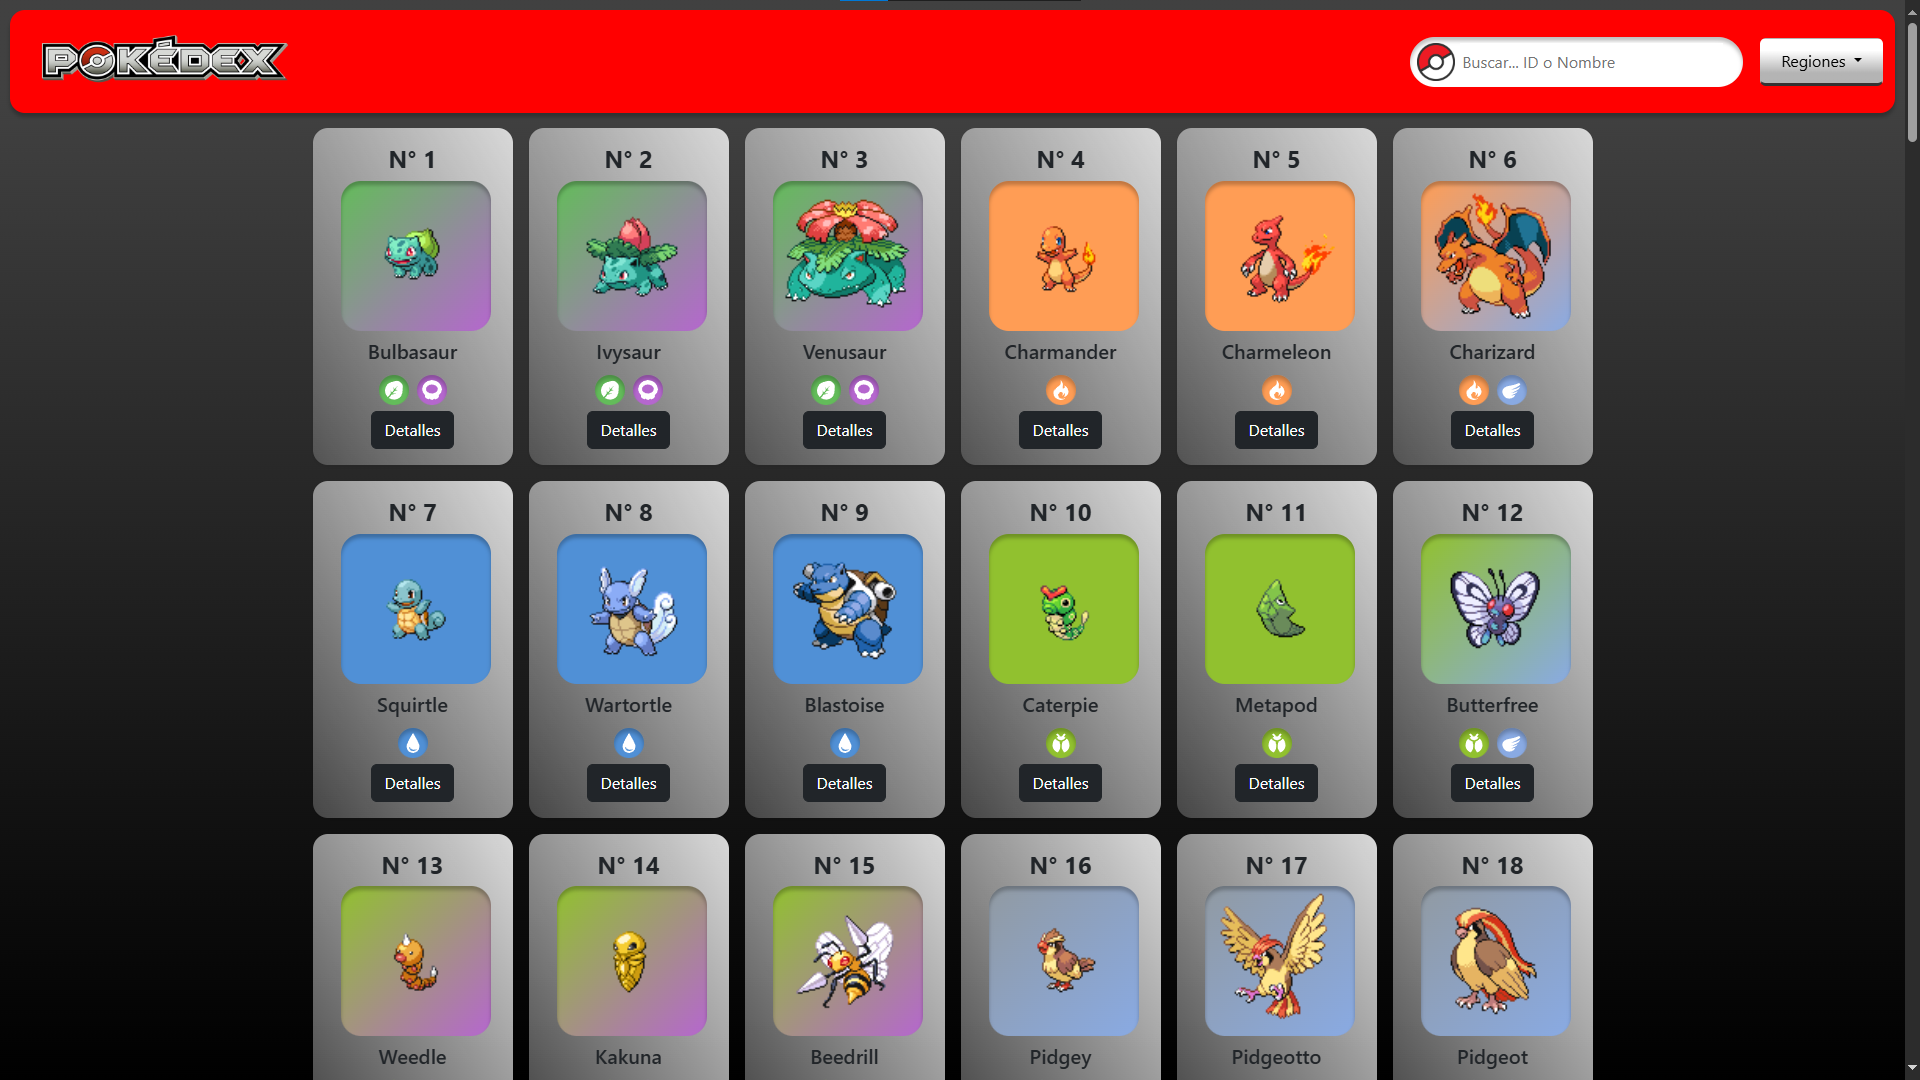 POKÉDEX
Buscar... ID o Nombre
Regiones
N° 1
N° 2
N° 3
N° 4
N° 5
N° 6
Bulbasaur
Ivysaur
Venusaur
Charmander
Charmeleon
Charizard
Detalles
Detalles
Detalles
Detalles
Detalles
Detalles
N° 7
N° 8
N° 9
N° 10
N° 11
N° 12
Squirtle
Wartortle
Blastoise
Caterpie
Metapod
Butterfree
Detalles
Detalles
Detalles
Detalles
Detalles
Detalles
N° 13
N° 14
N° 15
N° 16
N° 17
N° 18
Weedle
Kakuna
Beedrill
Pidgey
Pidgeotto
Pidgeot